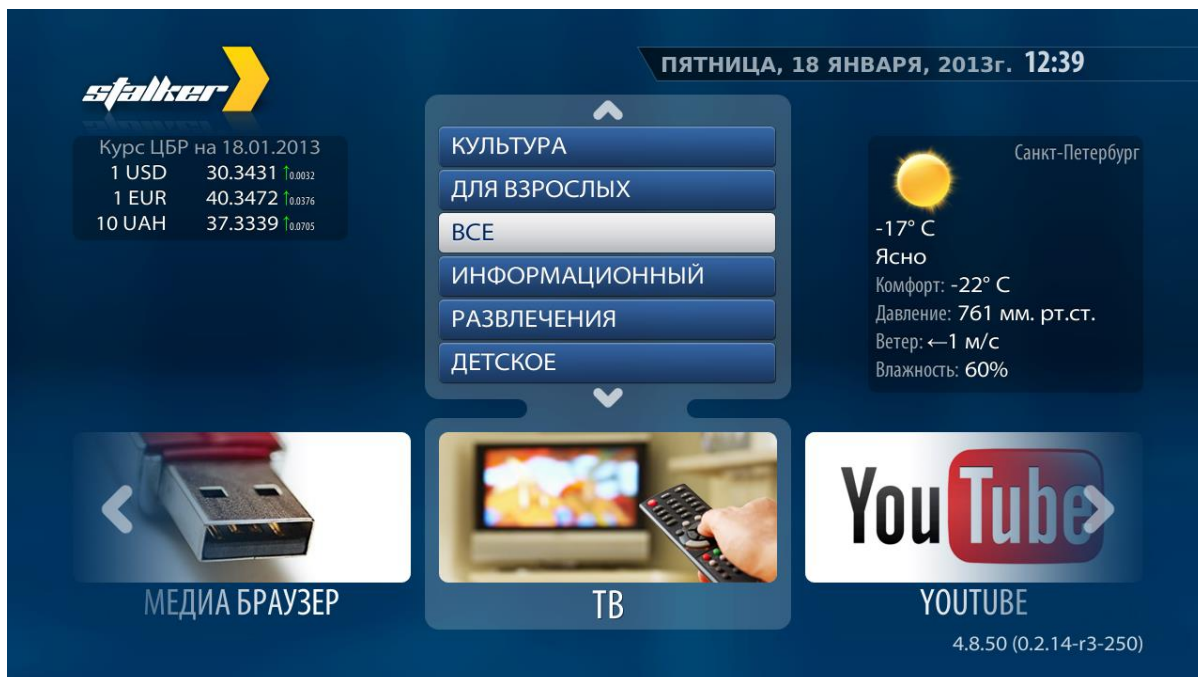 stalker
ПЯТНИЦА, 18 ЯНВАРЯ, 2013г. 12:39
Курс ЦБР на 18.01.2013
1 USD 30.3431 ↑0.0032
1 EUR 40.3472 ↑0.0376
10 UAH 37.3339 ↑0.0705
КУЛЬТУРА
ДЛЯ ВЗРОСЛЫХ
ВСЕ
ИНФОРМАЦИОННЫЙ
РАЗВЛЕЧЕНИЯ
ДЕТСКОЕ
Санкт-Петербург
-17° C
Ясно
Комфорт: -22° C
Давление: 761 мм. рт.ст.
Ветер: ←1 м/с
Влажность: 60%
YouTube
МЕДИА БРАУЗЕР
ТВ
YOUTUBE
4.8.50 (0.2.14-r3-250)